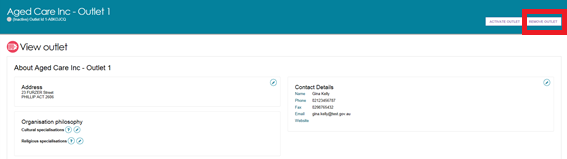 Aged Care Inc - Outlet 1
(Inactive) Outlet Id 1-A8KOJCQ
ACTIVATE OUTLET
REMOVE OUTLET
View outlet
About Aged Care Inc - Outlet 1
Address
23 FURZER Street
PHILLIP ACT 2606
Organisation philosophy
Cultural specialisations ?
Religious specialisations ?
Contact Details
Name Gina Kelly
Phone 02123456787
Fax 0298765432
Email gina.kelly@test.gov.au
Website